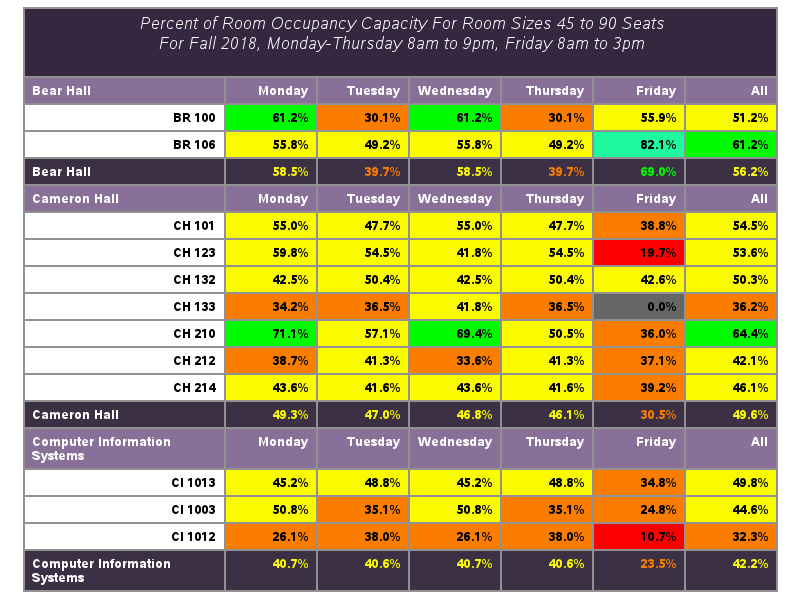 Percent of Room Occupancy Capacity For Room Sizes 45 to 90 Seats
For Fall 2018, Monday-Thursday 8am to 9pm, Friday 8am to 3pm
Bear Hall Monday Tuesday Wednesday Thursday Friday All
BR 100 61.2% 30.1% 61.2% 30.1% 55.9% 51.2%
BR 106 55.8% 49.2% 55.8% 49.2% 82.1% 61.2%
Bear Hall 58.5% 39.7% 58.5% 39.7% 69.0% 56.2%
Cameron Hall Monday Tuesday Wednesday Thursday Friday All
CH 101 55.0% 47.7% 55.0% 47.7% 38.8% 54.5%
CH 123 59.8% 54.5% 41.8% 54.5% 19.7% 53.6%
CH 132 42.5% 50.4% 42.5% 50.4% 42.6% 50.3%
CH 133 34.2% 36.5% 41.8% 36.5% 0.0% 36.2%
CH 210 71.1% 57.1% 69.4% 50.5% 36.0% 64.4%
CH 212 38.7% 41.3% 33.6% 41.3% 37.1% 42.1%
CH 214 43.6% 41.6% 43.6% 41.6% 39.2% 46.1%
Cameron Hall 49.3% 47.0% 46.8% 46.1% 30.5% 49.6%
Computer Information Monday Tuesday Wednesday Thursday Friday All
Systems
CI 1013 45.2% 48.8% 45.2% 48.8% 34.8% 49.8%
CI 1003 50.8% 35.1% 50.8% 35.1% 24.8% 44.6%
CI 1012 26.1% 38.0% 26.1% 38.0% 10.7% 32.3%
Computer Information 40.7% 40.6% 40.7% 40.6% 23.5% 42.2%
Systems